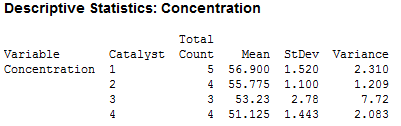 Descriptive Statistics: Concentration
Total
Variable Catalyst Count Mean StDev Variance
Concentration 1 5 56.900 1.520 2.310
2 4 55.775 1.100 1.209
3 3 53.23 2.78 7.72
4 4 51.125 1.443 2.083